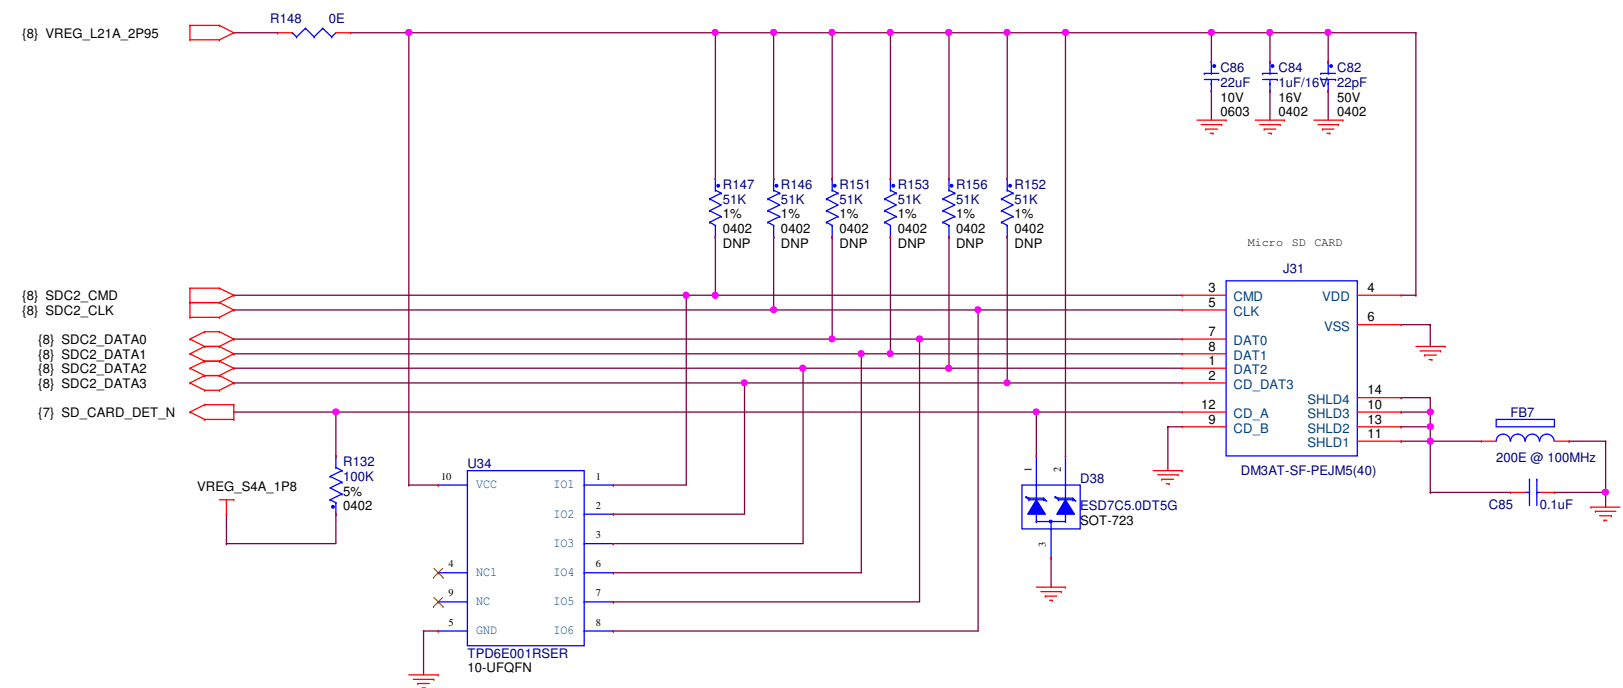 R148 0E
{8} VREG_L21A_2P95
C86 C84 C82
22uF 1uF/16V 22pF
10V 16V 50V
0603 0402 0402
R147 R146 R151 R153 R156 R152
51K 51K 51K 51K 51K 51K
1% 1% 1% 1% 1% 1%
0402 0402 0402 0402 0402 0402
DNP DNP DNP DNP DNP DNP
Micro SD CARD
J31
{8} SDC2_CMD 3 CMD VDD 4
{8} SDC2_CLK 5 CLK
VSS 6
{8} SDC2_DATA0 7 DAT0
{8} SDC2_DATA1 8 DAT1
{8} SDC2_DATA2 1 DAT2
{8} SDC2_DATA3 2 CD_DAT3
SHLD4 14
{7} SD_CARD_DET_N 12 CD_A SHLD3 10
9 CD_B SHLD2 13
SHLD1 11
FB7
200E @ 100MHz
DM3AT-SF-PEJM5(40)
C85 0.1uF
R132
100K
5%
0402
VREG_S4A_1P8
U34
10 VCC IO1 1
IO2 2
IO3 3
4 NC1 IO4 6
9 NC IO5 7
5 GND IO6 8
TPD6E001RSER
10-UFQFN
1 2
D38
ESD7C5.0DT5G
SOT-723
3